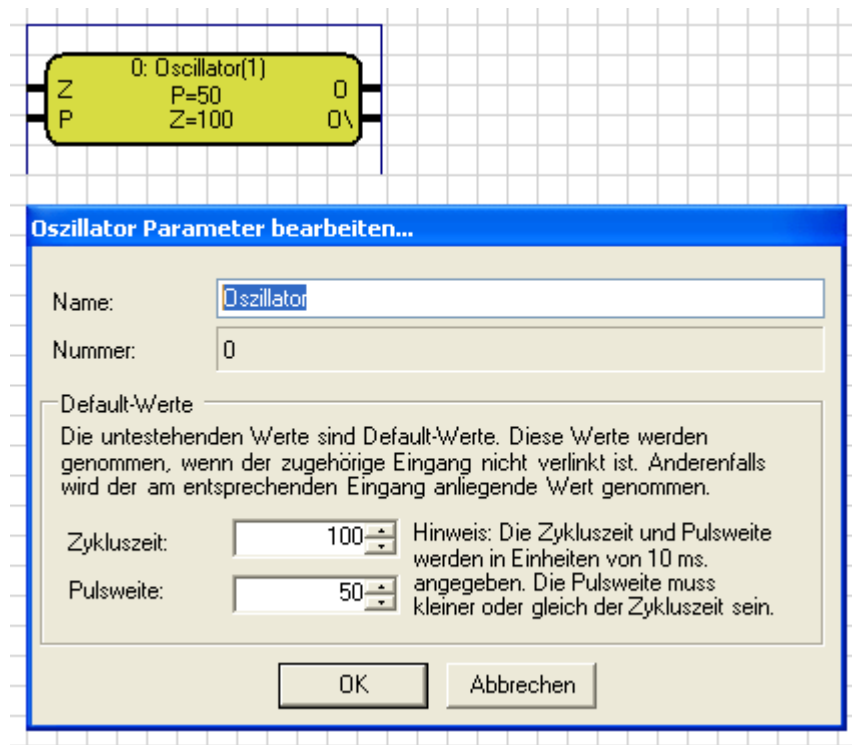 0: Oscillator(1)
Z P=50 O
P Z=100 O\
Oszillator Parameter bearbeiten...
Name: Oszillator
Nummer: 0
Default-Werte
Die untestehenden Werte sind Default-Werte. Diese Werte werden
genommen, wenn der zugehörige Eingang nicht verlinkt ist. Anderenfalls
wird der am entsprechenden Eingang anliegende Wert genommen.
Zykluszeit: 100
Pulsweite: 50
Hinweis: Die Zykluszeit und Pulsweite
werden in Einheiten von 10 ms.
angegeben. Die Pulsweite muss
kleiner oder gleich der Zykluszeit sein.
OK Abbrechen